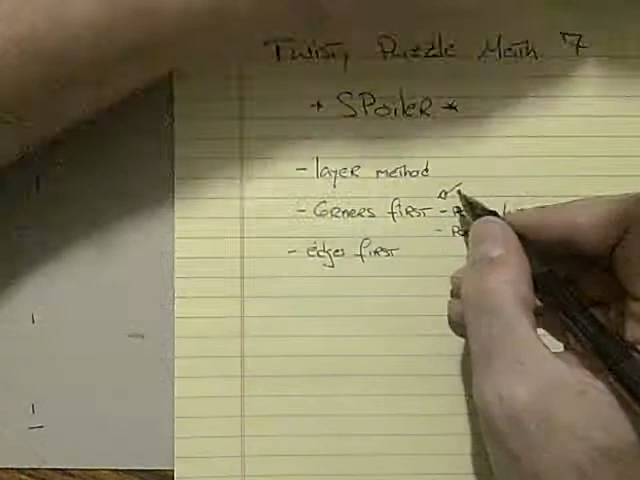 Twisty Puzzle Math 7
* SPoileR *
- layer method
- Corners first -
-
- edges first